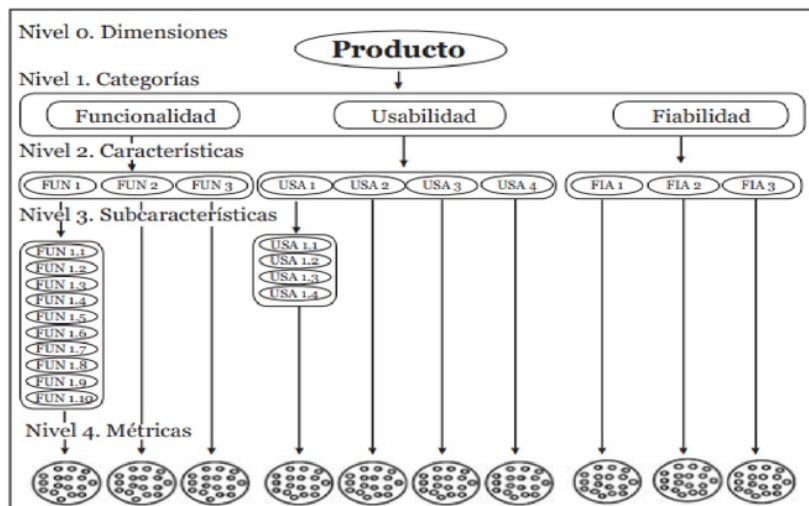 Nivel 0. Dimensiones
Producto
Nivel 1. Categorías
Funcionalidad Usabilidad Fiabilidad
Nivel 2. Características
FUN 1 FUN 2 FUN 3 USA 1 USA 2 USA 3 USA 4 FIA 1 FIA 2 FIA 3
Nivel 3. Subcaracterísticas
FUN 1.1
FUN 1.2
FUN 1.3
FUN 1.4
FUN 1.5
FUN 1.6
FUN 1.7
FUN 1.8
FUN 1.9
FUN 1.10
USA 1.1
USA 1.2
USA 1.3
USA 1.4
Nivel 4. Métricas